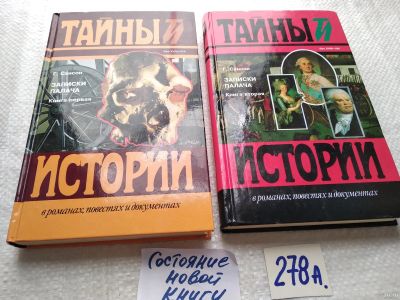 ТАЙНЫ
Г. Сансон
ЗАПИСКИ
ПАЛАЧА
Книга первая
ИСТОРИИ
в романах, повестях и документах
ТАЙНЫ
Г. Сансон
ЗАПИСКИ
ПАЛАЧА
Книга вторая
ИСТОРИИ
в романах, повестях и документах
Состояние
новой
книги
278А.